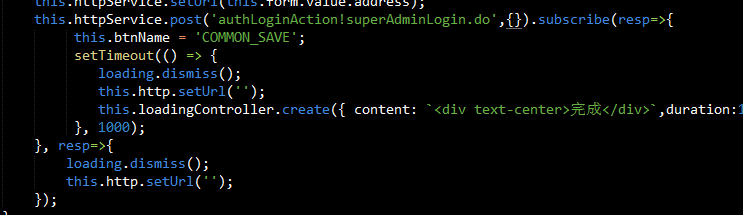 this.httpService.setUrl(this.form.value.address);
this.httpService.post('authLoginAction!superAdminLogin.do',{}).subscribe(resp=>{
this.btnName = 'COMMON_SAVE';
setTimeout(() => {
loading.dismiss();
this.http.setUrl('');
this.loadingController.create({ content: `<div text-center>完成</div>`,duration:1
}, 1000);
}, resp=>{
loading.dismiss();
this.http.setUrl('');
});